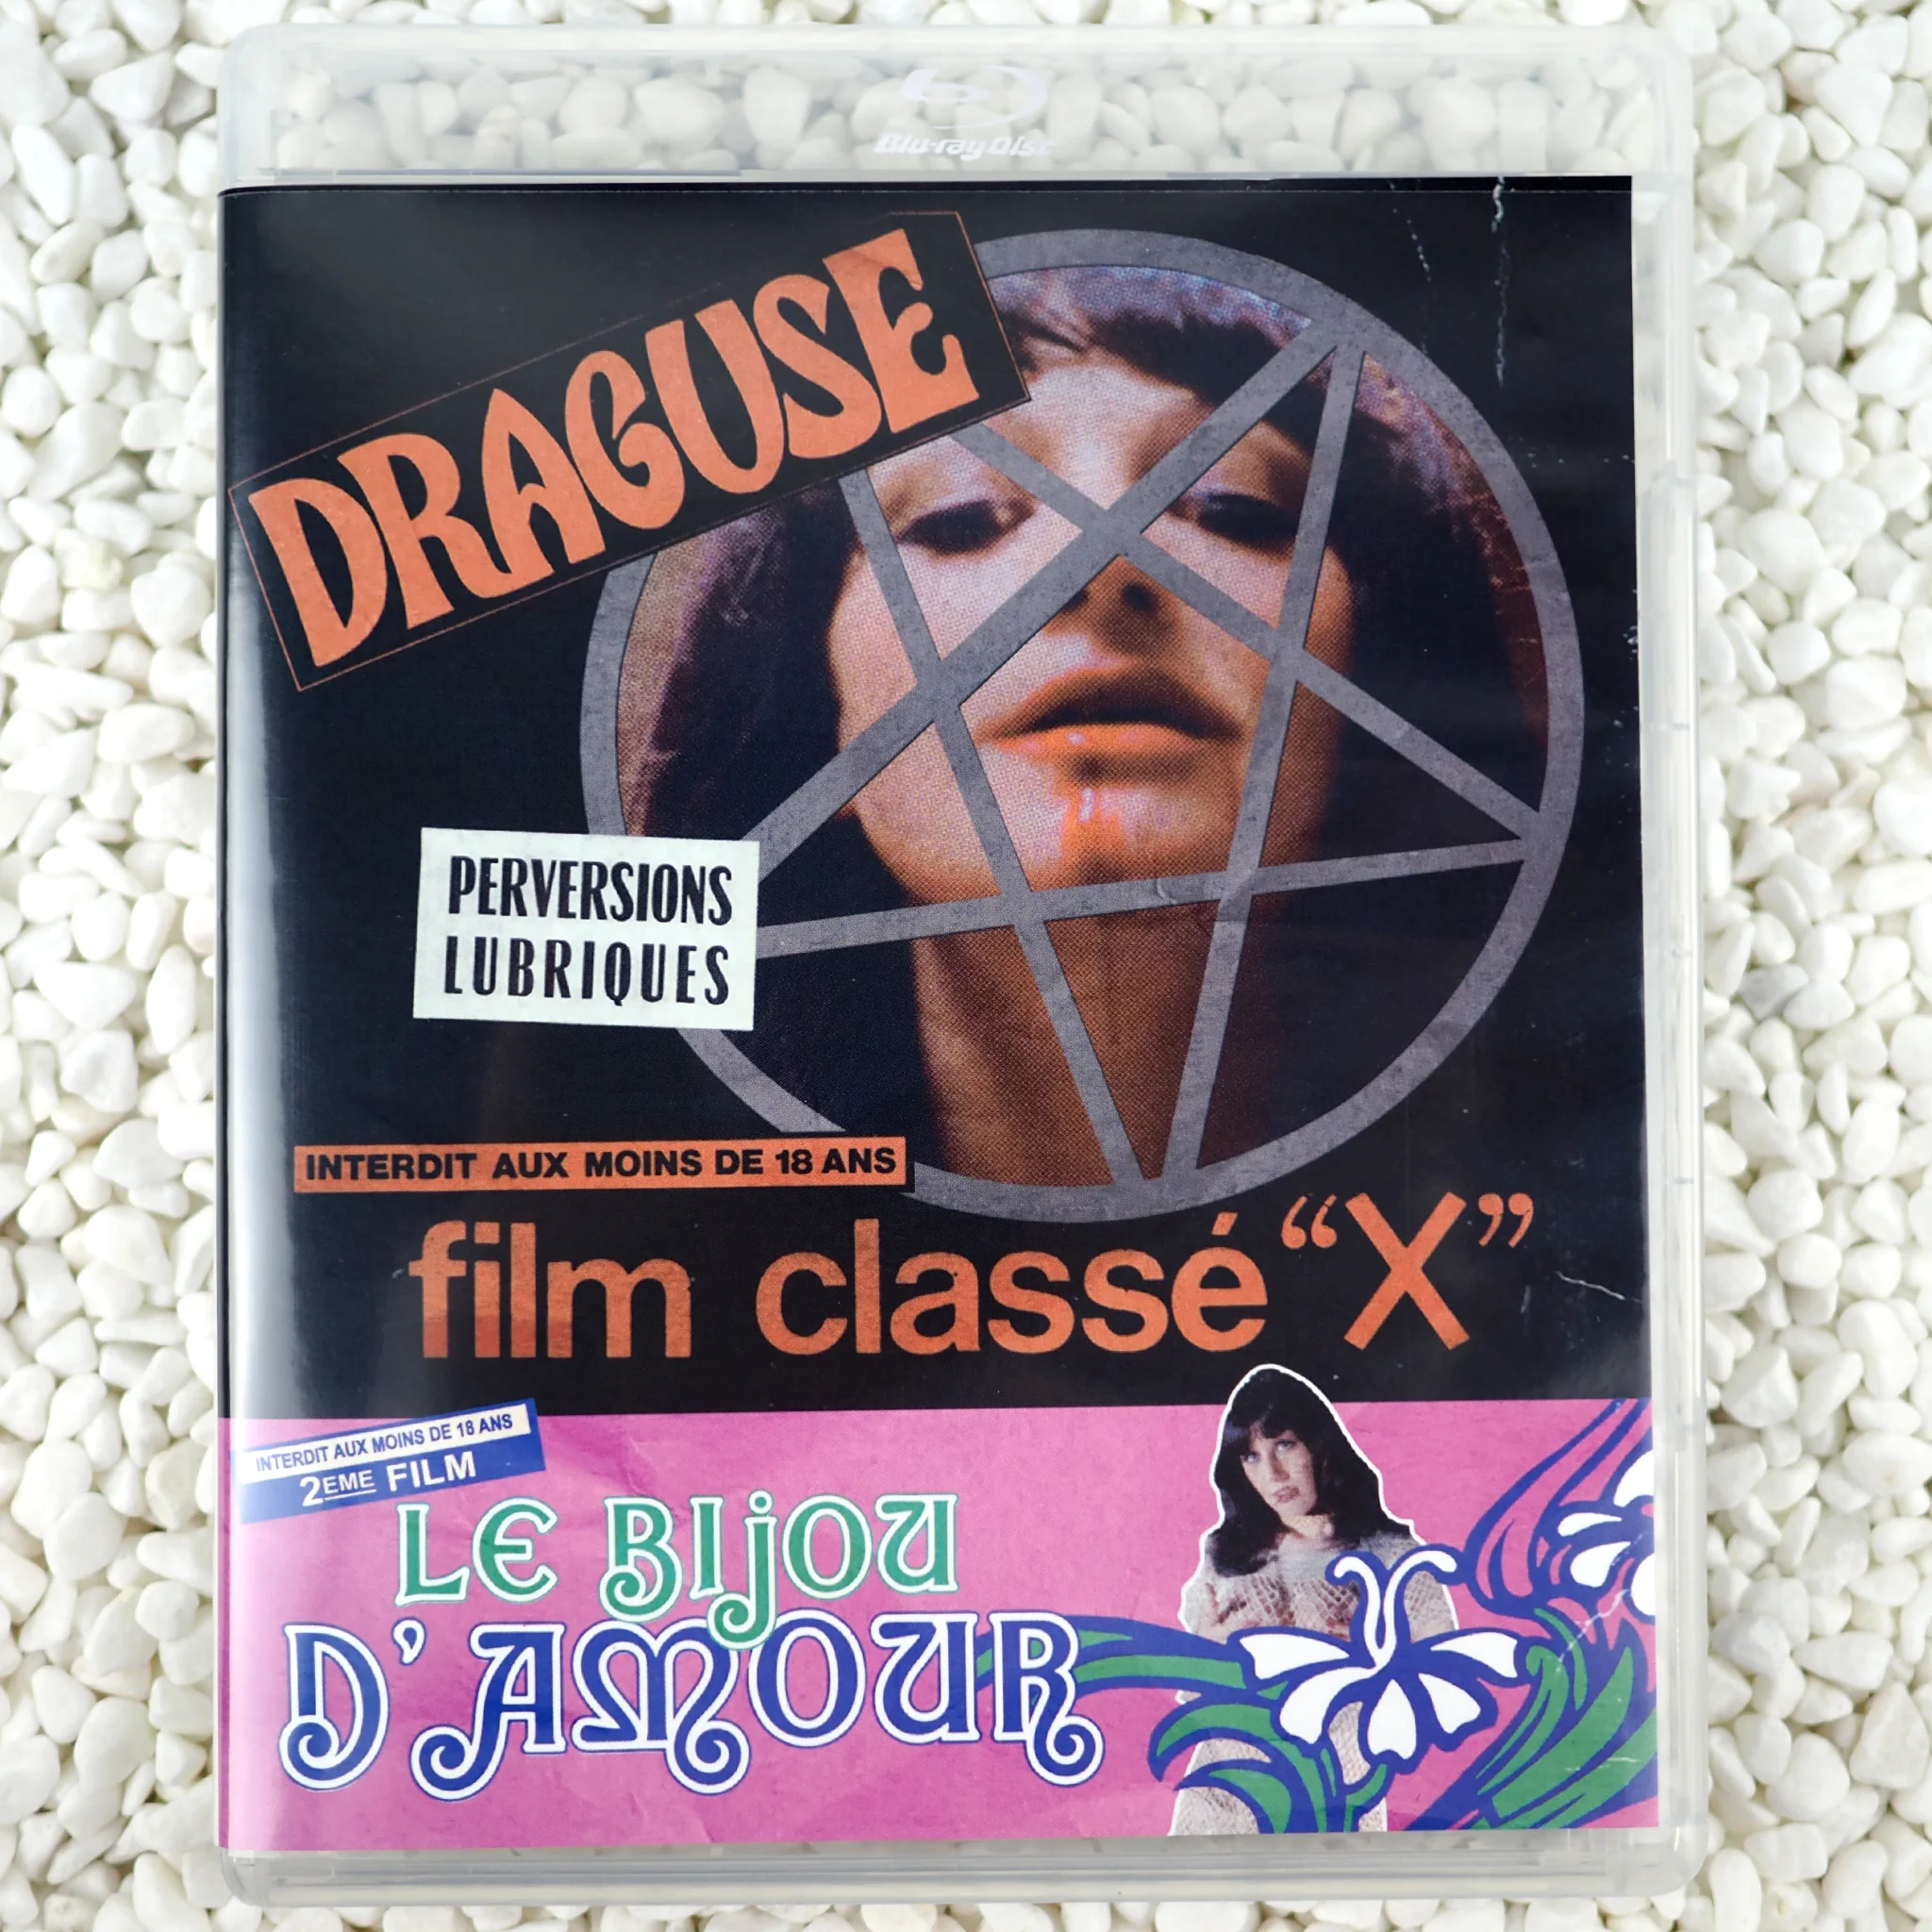 Blu-ray Disc
DRAGUSE
PERVERSIONS
LUBRIQUES
INTERDIT AUX MOINS DE 18 ANS
film classé “X”
INTERDIT AUX MOINS DE 18 ANS
2EME FILM
LE BIjOU
D'AMOUR